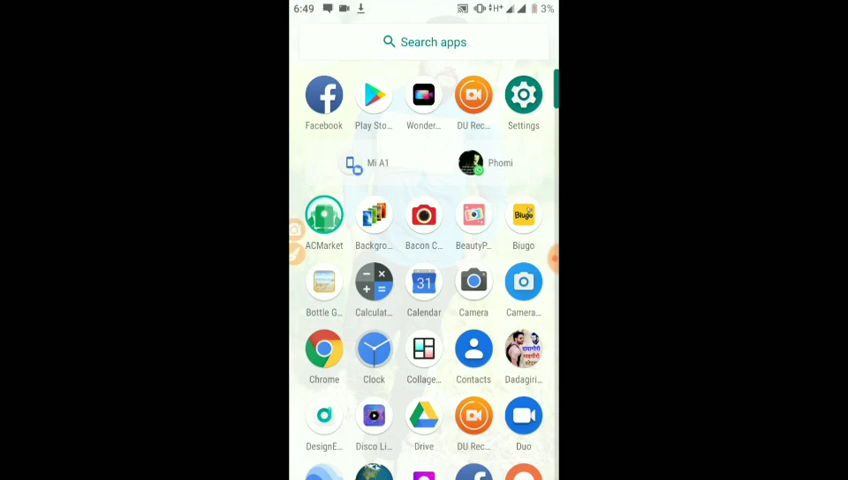 6:49 H+ 3%
Search apps
Facebook Play Sto... Wonder... DU Rec... Settings
Mi A1 Phomi
ACMarket Backgro... Bacon C... BeautyP... Biugo
Bottle G... Calculat... Calendar Camera Camera...
Chrome Clock Collage... Contacts Dadagiri...
DesignE... Disco Li... Drive DU Rec... Duo